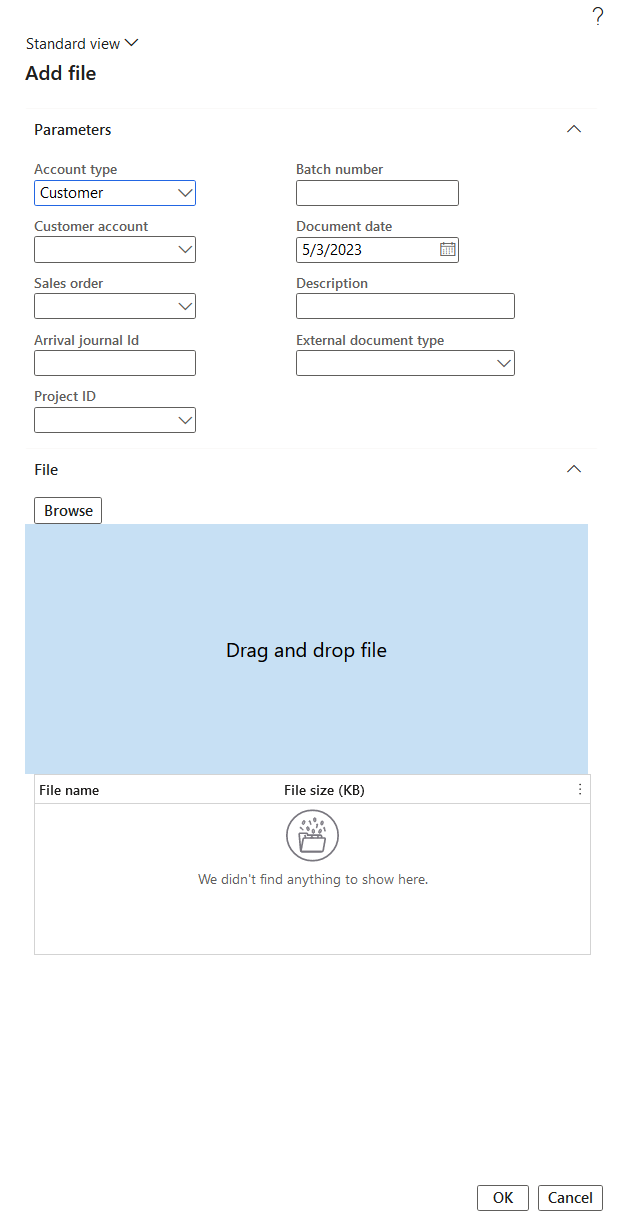 ?
Standard view
Add file
Parameters
Account type
Customer
Batch number
Customer account
Document date
5/3/2023
Sales order
Description
Arrival journal Id
External document type
Project ID
File
Browse
Drag and drop file
File name File size (KB)
We didn't find anything to show here.
OK Cancel